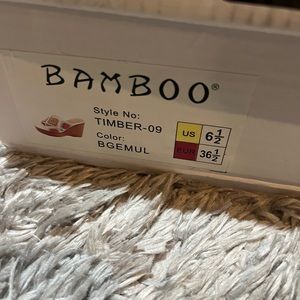 BAMBOO®
Style No:
TIMBER-09
Color:
BGEMUL
US 6½
EUR 36½